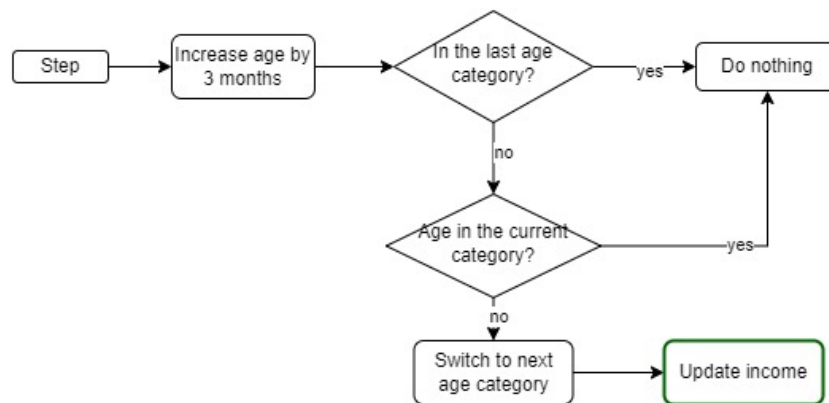 Step
Increase age by
3 months
In the last age
category?
yes
Do nothing
no
Age in the current
category?
yes
no
Switch to next
age category
Update income